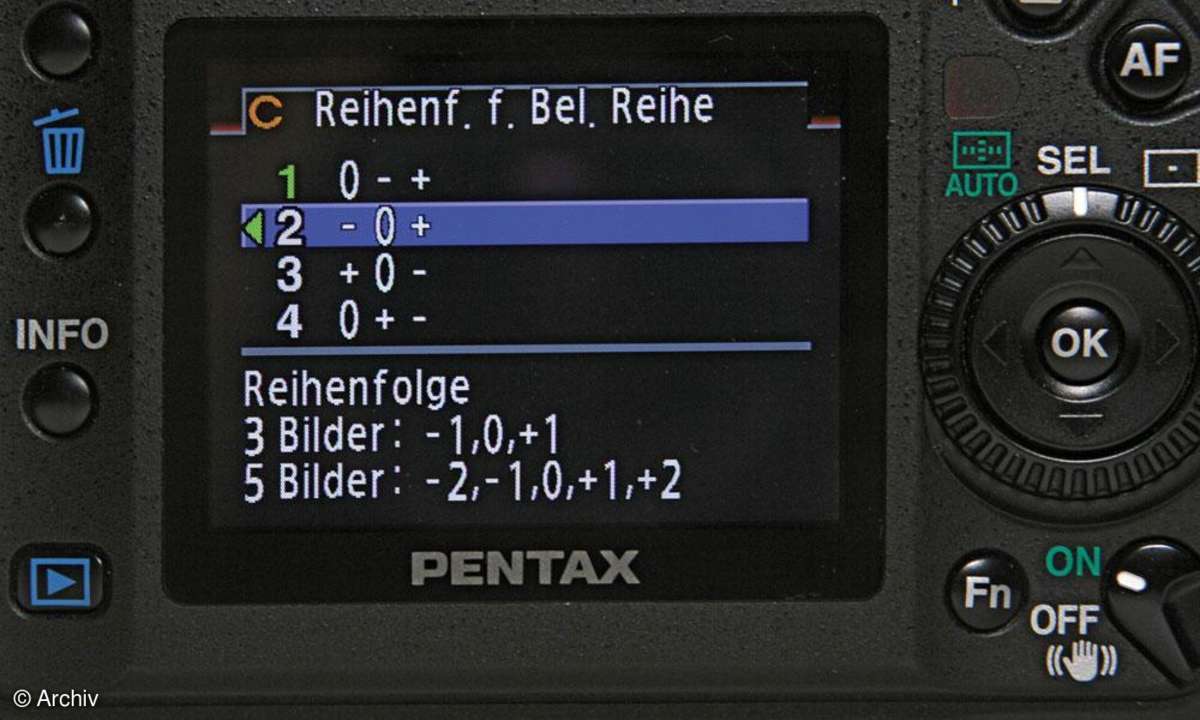 C Reihenf. f. Bel. Reihe
1 0 - +
2 - 0 +
3 + 0 -
4 0 + -
Reihenfolge
3 Bilder: -1,0,+1
5 Bilder: -2,-1,0,+1,+2
PENTAX
INFO
AF
AUTO
SEL
OK
Fn
ON
OFF
© Archiv